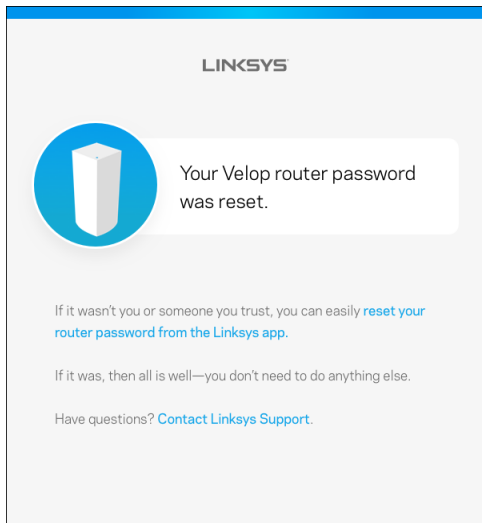 LINKSYS
Your Velop router password
was reset.
If it wasn't you or someone you trust, you can easily reset your
router password from the Linksys app.
If it was, then all is well—you don't need to do anything else.
Have questions? Contact Linksys Support.